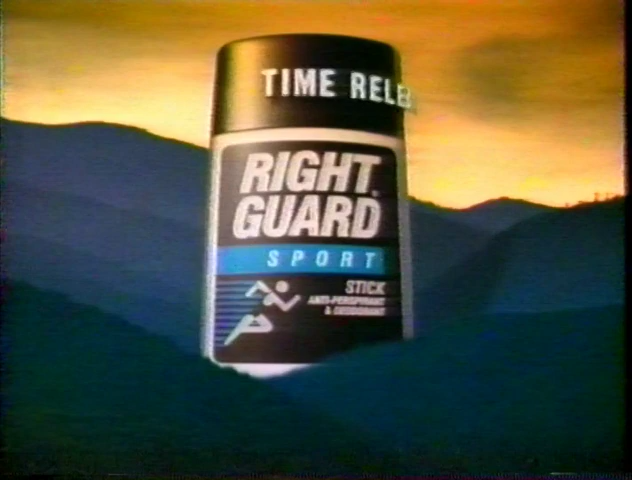 TIME RELE
RIGHT
GUARD
SPORT
STICK
ANTI-PERSPIRANT
& DEODORANT